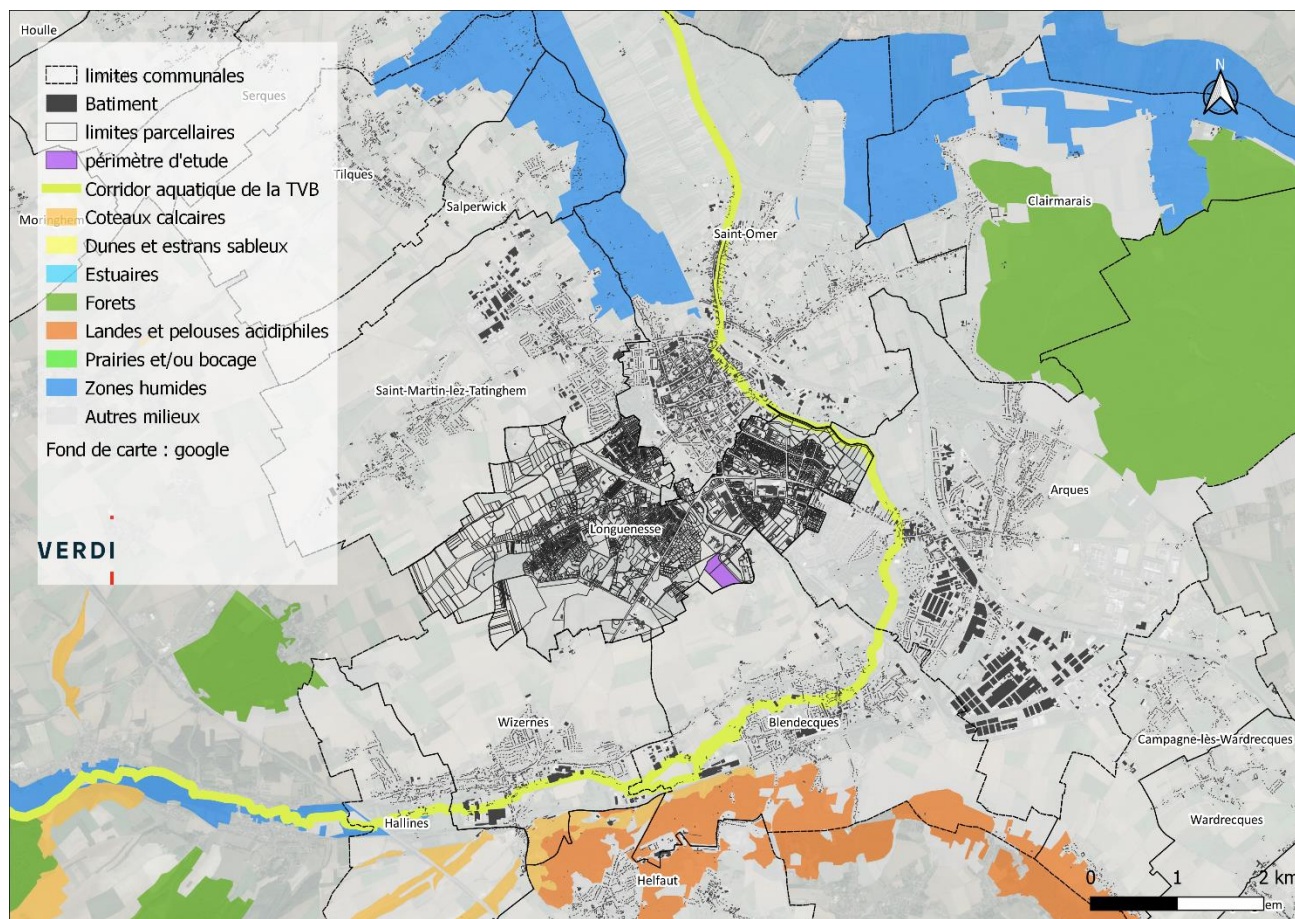 Houlle
limites communales
Batiment
Serques
limites parcellaires
périmètre d'etude
Corridor aquatique de la TVB
Coteaux calcaires
Dunes et estrans sableux
Estuaires
Forets
Landes et pelouses acidiphiles
Prairies et/ou bocage
Zones humides
Autres milieux
Fond de carte : google
VERDI
N
Tilques
Moringhem
Salperwick
Clairmarais
Saint-Omer
Saint-Martin-lez-Tatinghem
Arques
Longuenesse
Wizernes
Blendecques
Campagne-lès-Wardrecques
Hallines
Wardrecques
Helfaut
0 1 2 km
em